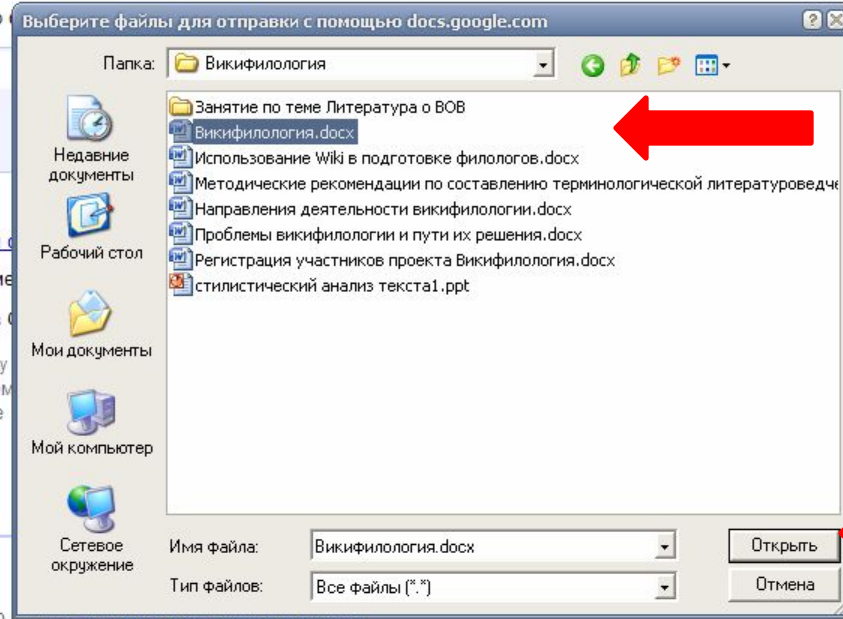 Выберите файлы для отправки с помощью docs.google.com
Папка: Викифилология
Недавние документы
Рабочий стол
Мои документы
Мой компьютер
Сетевое окружение
Занятие по теме Литература о ВОВ
Викифилология.docx
Использование Wiki в подготовке филологов.docx
Методические рекомендации по составлению терминологической литературоведче
Направления деятельности викифилологии.docx
Проблемы викифилологии и пути их решения.docx
Регистрация участников проекта Викифилология.docx
стилистический анализ текста1.ppt
Имя файла: Викифилология.docx Открыть
Тип файлов: Все файлы (*.*) Отмена